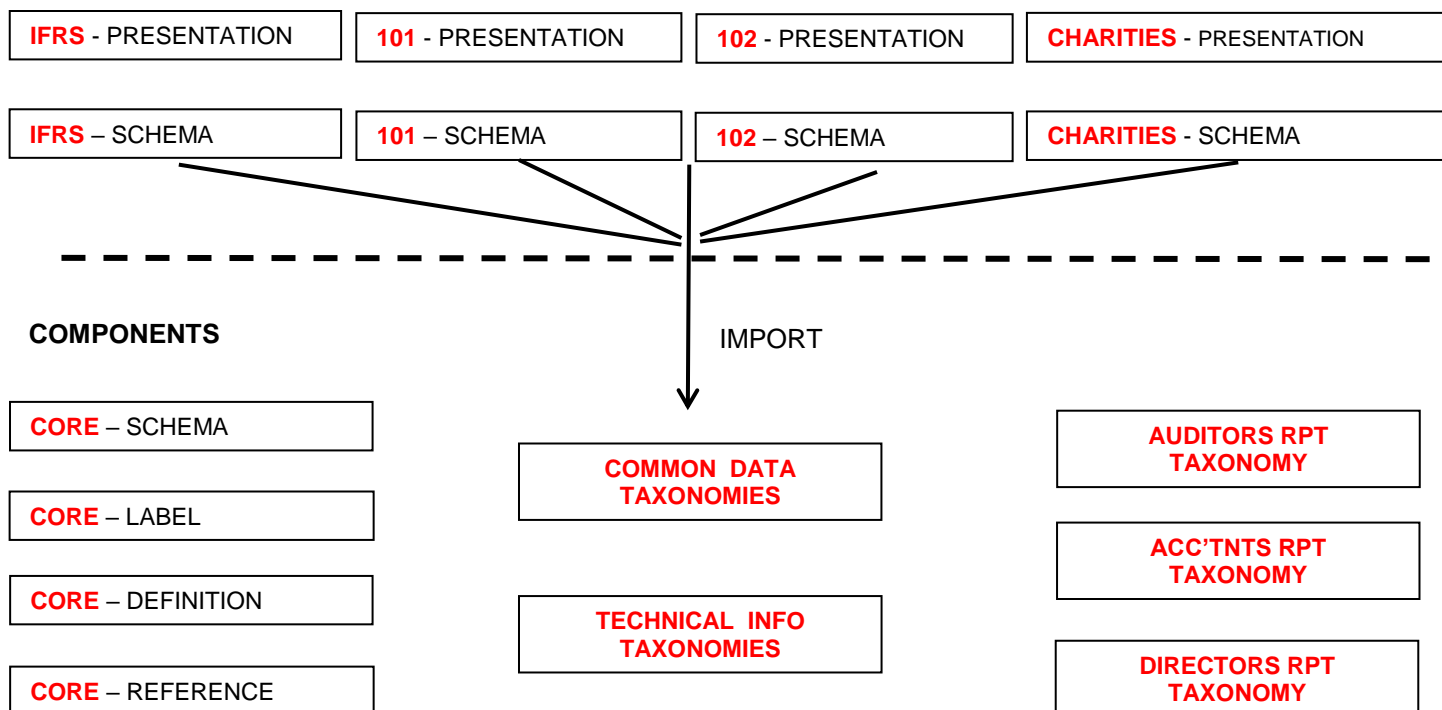 IFRS - PRESENTATION
101 - PRESENTATION
102 - PRESENTATION
CHARITIES - PRESENTATION
IFRS – SCHEMA
101 – SCHEMA
102 – SCHEMA
CHARITIES - SCHEMA
COMPONENTS
IMPORT
CORE – SCHEMA
CORE – LABEL
CORE – DEFINITION
CORE – REFERENCE
COMMON DATA
TAXONOMIES
TECHNICAL INFO
TAXONOMIES
AUDITORS RPT
TAXONOMY
ACC’TNTS RPT
TAXONOMY
DIRECTORS RPT
TAXONOMY